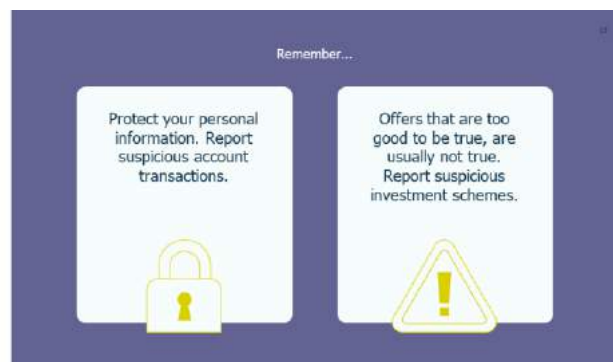 Remember...
Protect your personal
information. Report
suspicious account
transactions.
Offers that are too
good to be true, are
usually not true.
Report suspicious
investment schemes.